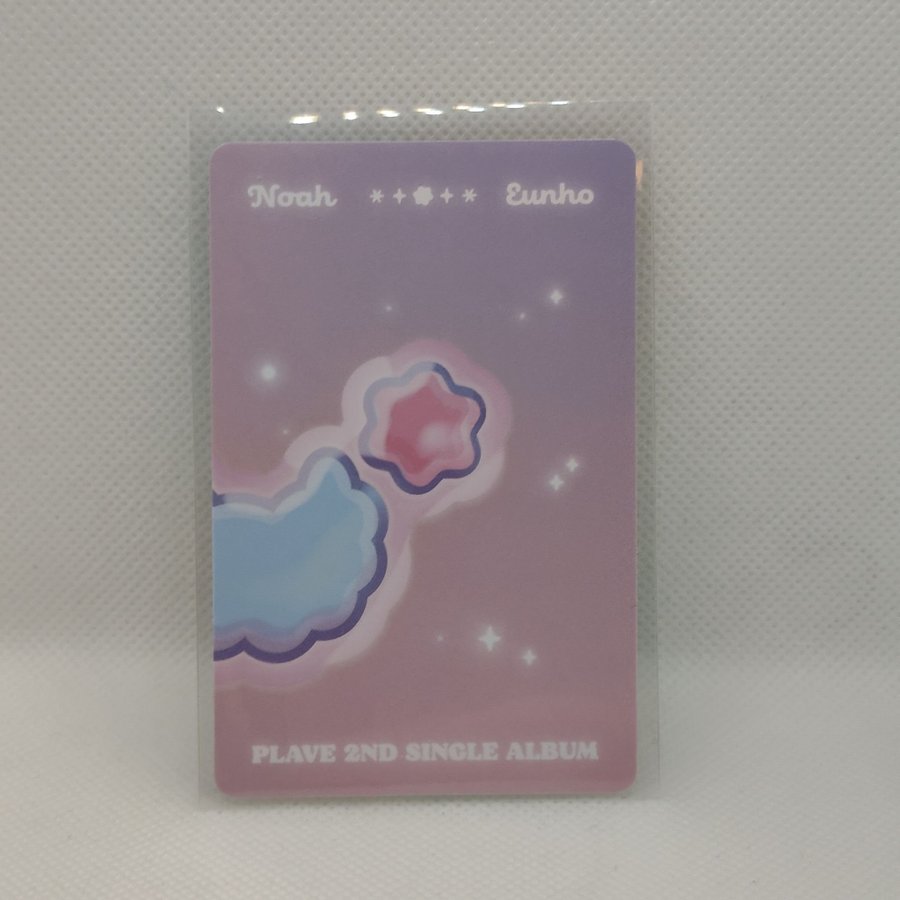 Noah *+✽+* Eunho
PLAVE 2ND SINGLE ALBUM